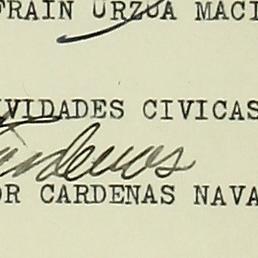 FRAIN URZUA MACI
IVIDADES CIVICAS
Cardenas
OR CARDENAS NAVA